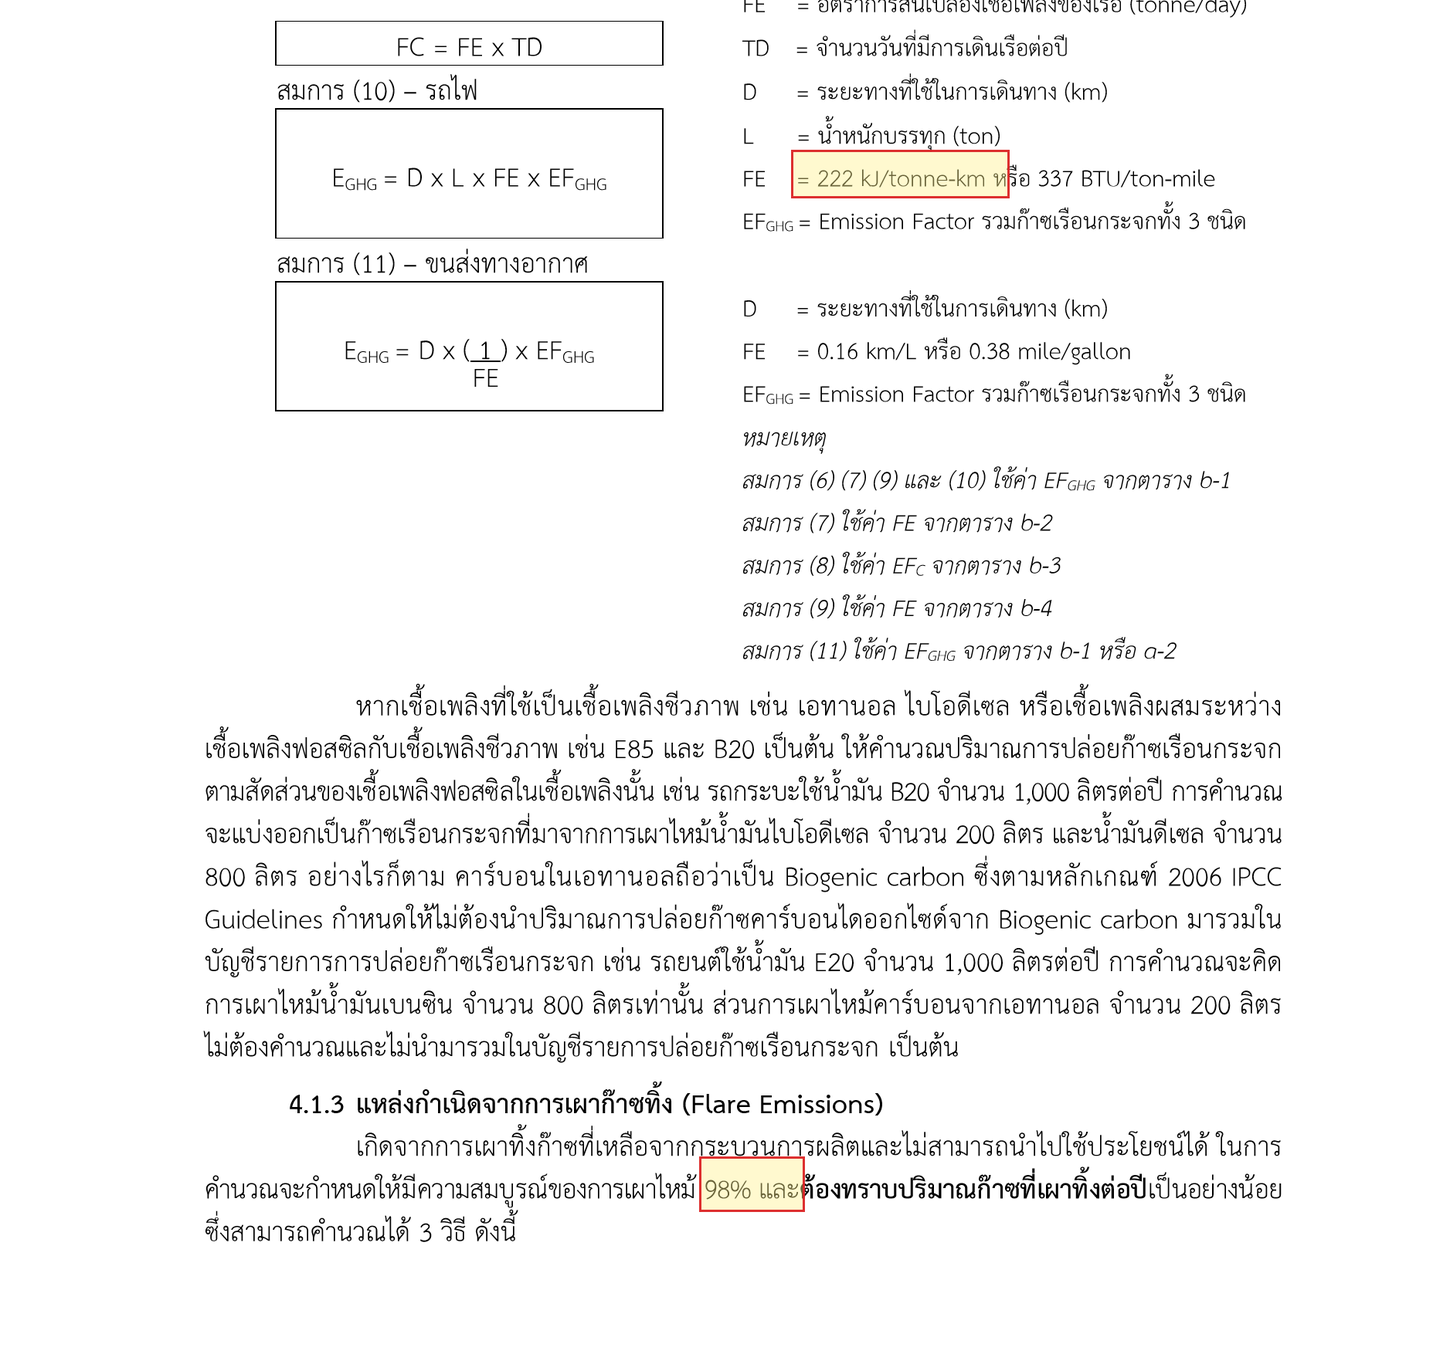 FE = อัตราการสิ้นเปลืองเชื้อเพลิงของเรือ (tonne/day)
FC = FE x TD
TD = จำนวนวันที่มีการเดินเรือต่อปี
สมการ (10) – รถไฟ
D = ระยะทางที่ใช้ในการเดินทาง (km)
L = น้ำหนักบรรทุก (ton)
EGHG = D x L x FE x EFGHG
FE = 222 kJ/tonne-km หรือ 337 BTU/ton-mile
EFGHG = Emission Factor รวมก๊าซเรือนกระจกทั้ง 3 ชนิด
สมการ (11) – ขนส่งทางอากาศ
D = ระยะทางที่ใช้ในการเดินทาง (km)
EGHG = D x ( 1 ) x EFGHG
FE
FE = 0.16 km/L หรือ 0.38 mile/gallon
EFGHG = Emission Factor รวมก๊าซเรือนกระจกทั้ง 3 ชนิด
หมายเหตุ
สมการ (6) (7) (9) และ (10) ใช้ค่า EFGHG จากตาราง b-1
สมการ (7) ใช้ค่า FE จากตาราง b-2
สมการ (8) ใช้ค่า EFC จากตาราง b-3
สมการ (9) ใช้ค่า FE จากตาราง b-4
สมการ (11) ใช้ค่า EFGHG จากตาราง b-1 หรือ a-2
หากเชื้อเพลิงที่ใช้เป็นเชื้อเพลิงชีวภาพ เช่น เอทานอล ไบโอดีเซล หรือเชื้อเพลิงผสมระหว่าง
เชื้อเพลิงฟอสซิลกับเชื้อเพลิงชีวภาพ เช่น E85 และ B20 เป็นต้น ให้คำนวณปริมาณการปล่อยก๊าซเรือนกระจก
ตามสัดส่วนของเชื้อเพลิงฟอสซิลในเชื้อเพลิงนั้น เช่น รถกระบะใช้น้ำมัน B20 จำนวน 1,000 ลิตรต่อปี การคำนวณ
จะแบ่งออกเป็นก๊าซเรือนกระจกที่มาจากการเผาไหม้น้ำมันไบโอดีเซล จำนวน 200 ลิตร และน้ำมันดีเซล จำนวน
800 ลิตร อย่างไรก็ตาม คาร์บอนในเอทานอลถือว่าเป็น Biogenic carbon ซึ่งตามหลักเกณฑ์ 2006 IPCC
Guidelines กำหนดให้ไม่ต้องนำปริมาณการปล่อยก๊าซคาร์บอนไดออกไซด์จาก Biogenic carbon มารวมใน
บัญชีรายการการปล่อยก๊าซเรือนกระจก เช่น รถยนต์ใช้น้ำมัน E20 จำนวน 1,000 ลิตรต่อปี การคำนวณจะคิด
การเผาไหม้น้ำมันเบนซิน จำนวน 800 ลิตรเท่านั้น ส่วนการเผาไหม้คาร์บอนจากเอทานอล จำนวน 200 ลิตร
ไม่ต้องคำนวณและไม่นำมารวมในบัญชีรายการปล่อยก๊าซเรือนกระจก เป็นต้น
4.1.3 แหล่งกำเนิดจากการเผาก๊าซทิ้ง (Flare Emissions)
เกิดจากการเผาทิ้งก๊าซที่เหลือจากกระบวนการผลิตและไม่สามารถนำไปใช้ประโยชน์ได้ ในการ
คำนวณจะกำหนดให้มีความสมบูรณ์ของการเผาไหม้ 98% และต้องทราบปริมาณก๊าซที่เผาทิ้งต่อปีเป็นอย่างน้อย
ซึ่งสามารถคำนวณได้ 3 วิธี ดังนี้